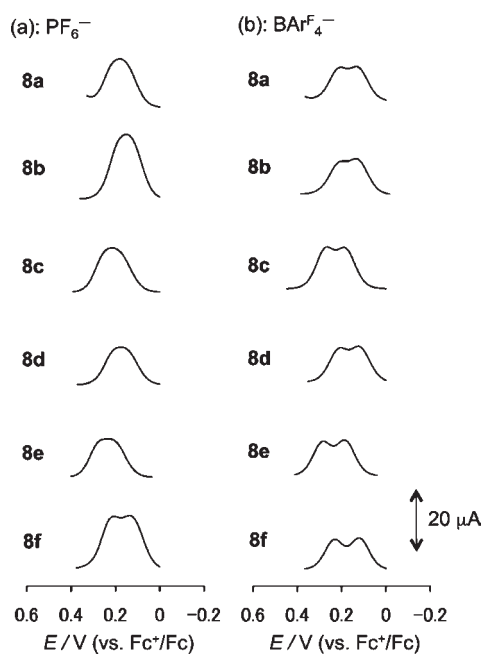 (a): PF₆⁻ (b): BArᶠ₄⁻
8a 8a
8b 8b
8c 8c
8d 8d
8e 8e
8f 8f
20 μA
0.6 0.4 0.2 0 −0.2 0.6 0.4 0.2 0 −0.2
E / V (vs. Fc⁺/Fc) E / V (vs. Fc⁺/Fc)